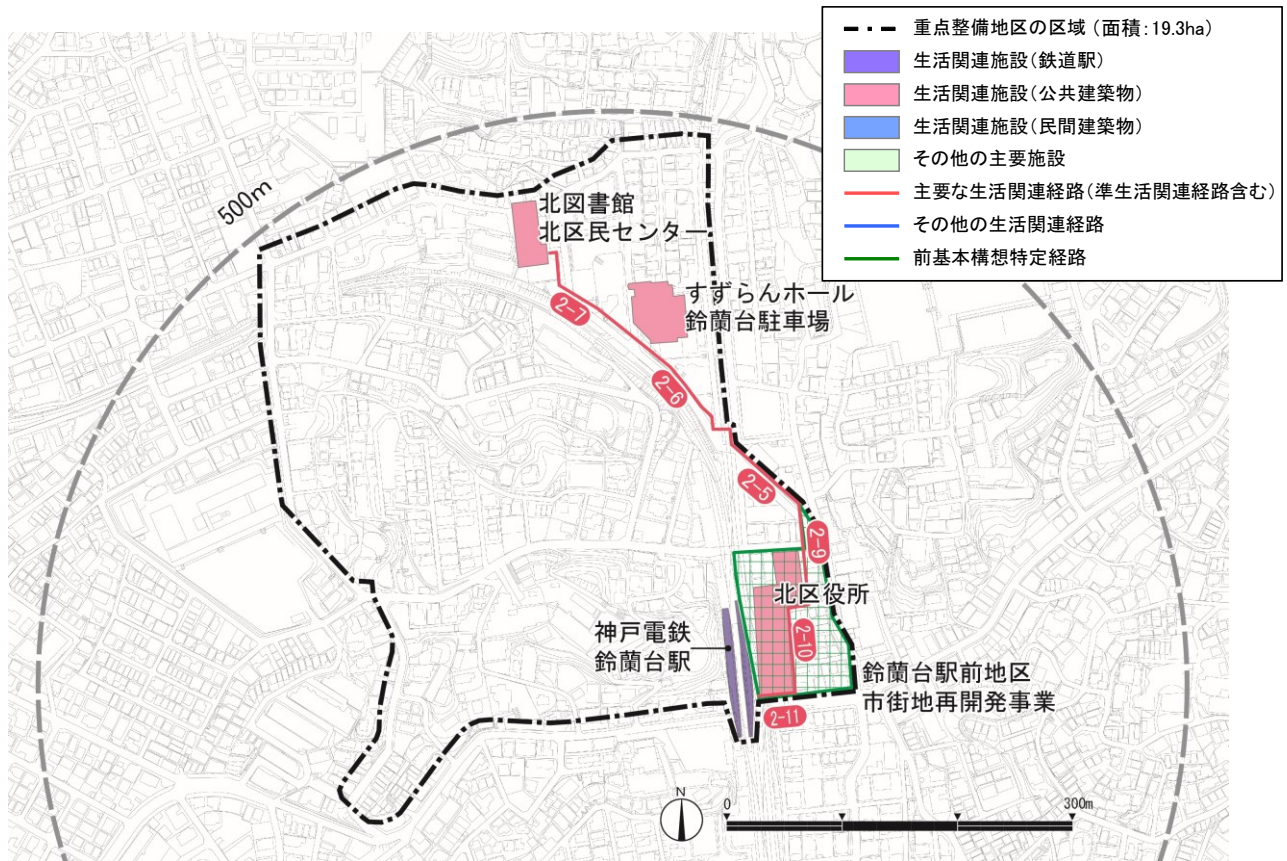 重点整備地区の区域（面積：19.3ha）
生活関連施設（鉄道駅）
生活関連施設（公共建築物）
生活関連施設（民間建築物）
その他の主要施設
主要な生活関連経路（準生活関連経路含む）
その他の生活関連経路
前基本構想特定経路
500m
北図書館
北区民センター
すずらんホール
鈴蘭台駐車場
2-7
2-6
2-5
2-9
北区役所
2-10
神戸電鉄
鈴蘭台駅
鈴蘭台駅前地区
市街地再開発事業
2-11
N
0
300m